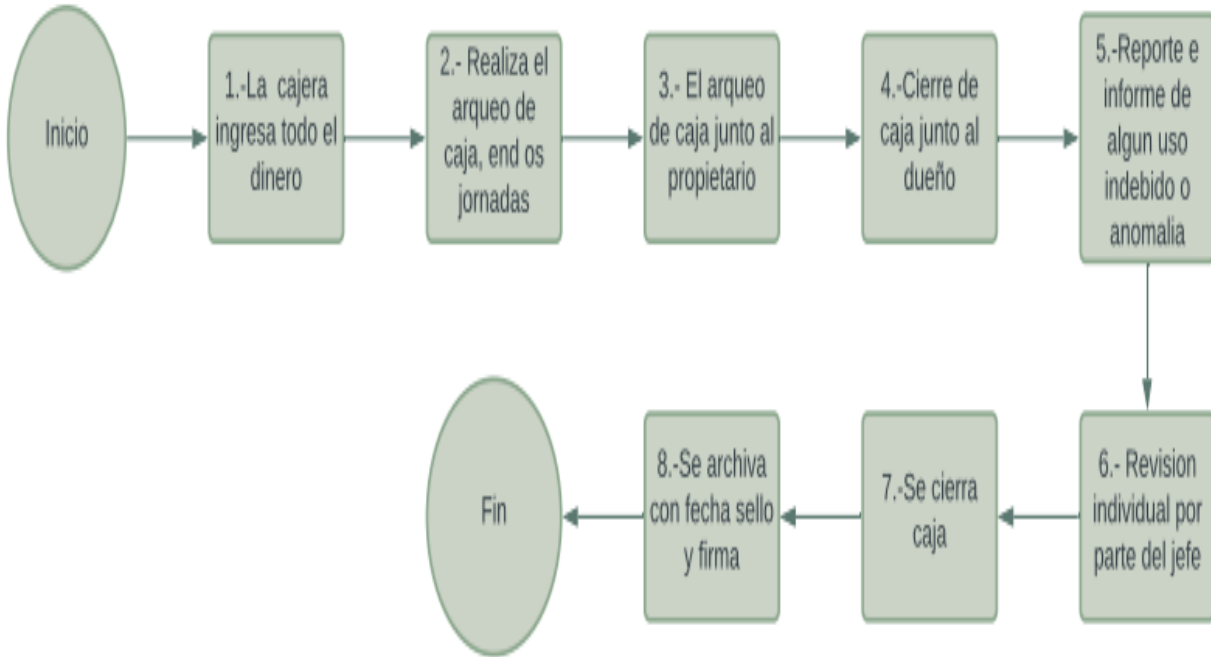 Inicio
1.-La cajera
ingresa todo el
dinero
2.- Realiza el
arqueo de
caja, end os
jornadas
3.- El arqueo
de caja junto al
propietario
4.-Cierre de
caja junto al
dueño
5.-Reporte e
informe de
algun uso
indebido o
anomalia
6.- Revision
individual por
parte del jefe
7.-Se cierra
caja
8.-Se archiva
con fecha sello
y firma
Fin